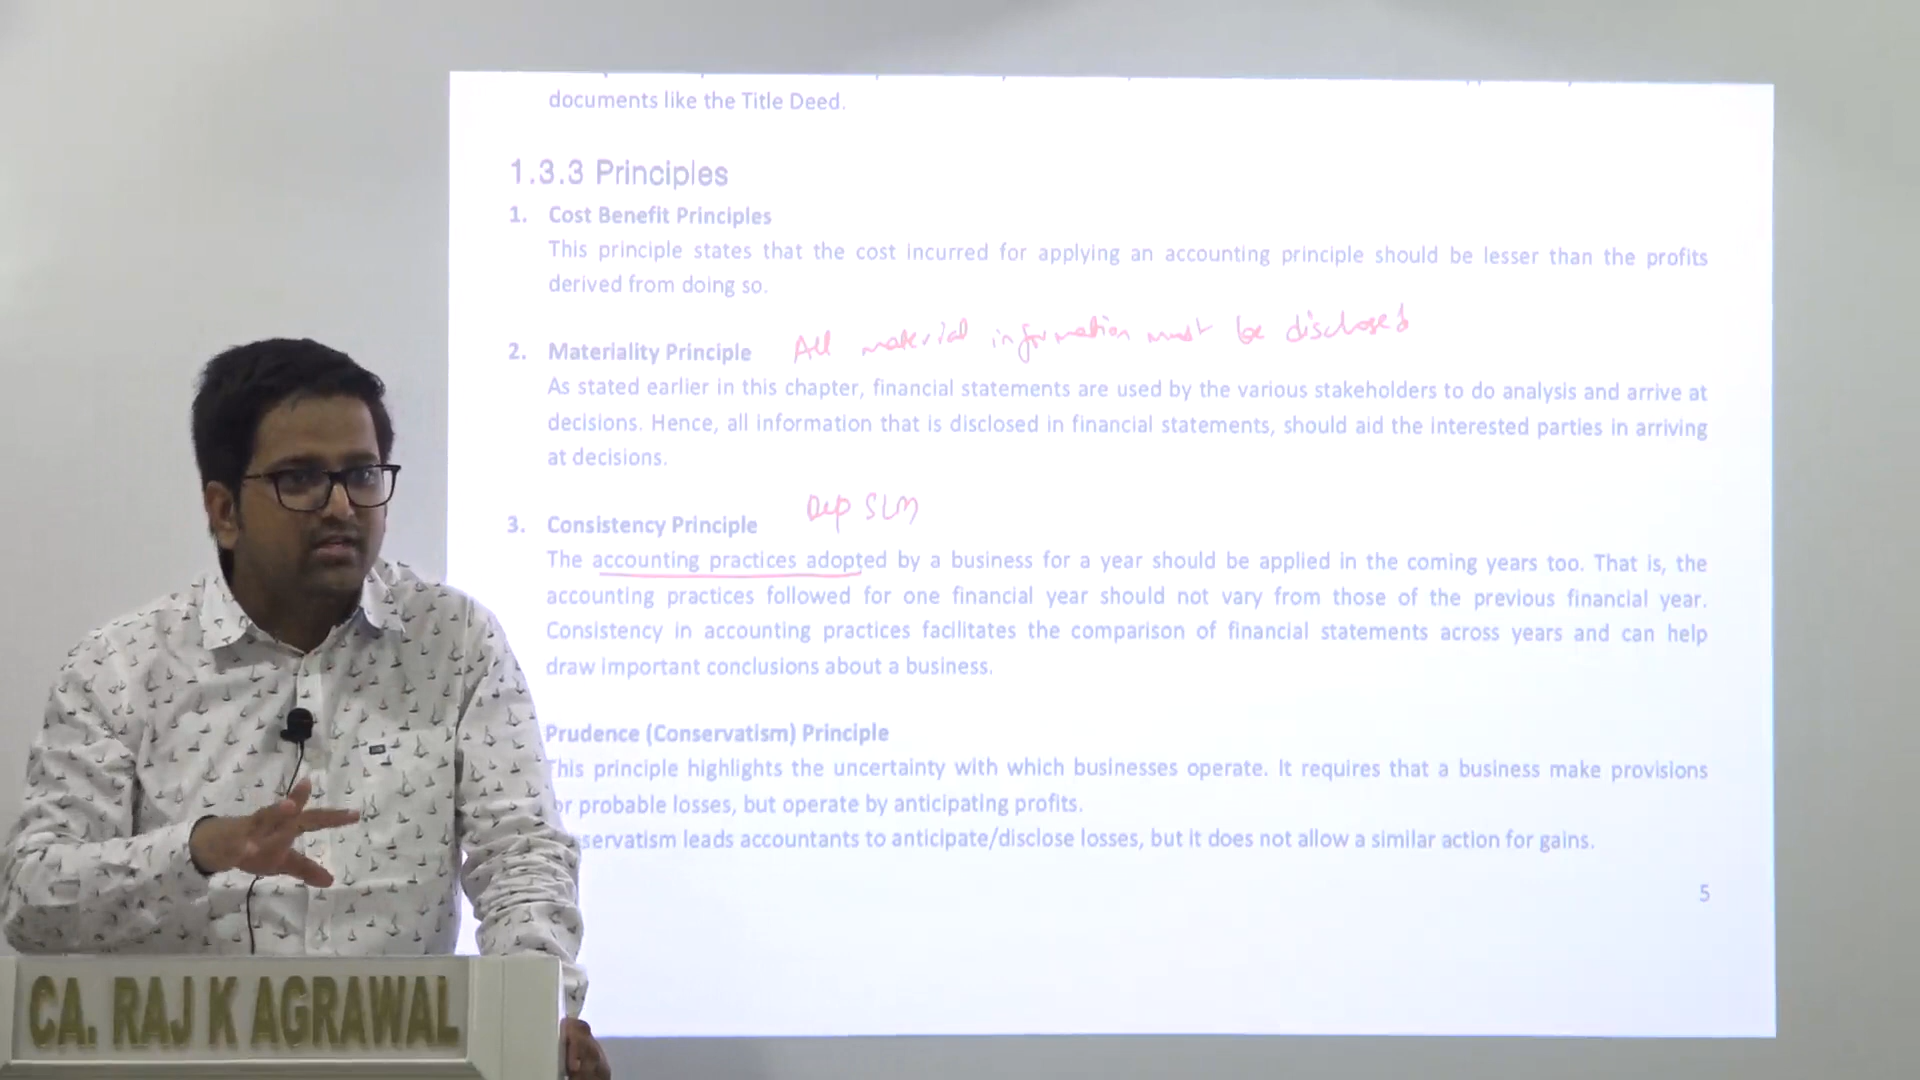 documents like the Title Deed.
1.3.3 Principles
1. Cost Benefit Principles
This principle states that the cost incurred for applying an accounting principle should be lesser than the profits
derived from doing so.
All material information must be disclosed
2. Materiality Principle
As stated earlier in this chapter, financial statements are used by the various stakeholders to do analysis and arrive at
decisions. Hence, all information that is disclosed in financial statements, should aid the interested parties in arriving
at decisions.
Dep SLM
3. Consistency Principle
The accounting practices adopted by a business for a year should be applied in the coming years too. That is, the
accounting practices followed for one financial year should not vary from those of the previous financial year.
Consistency in accounting practices facilitates the comparison of financial statements across years and can help
draw important conclusions about a business.
Prudence (Conservatism) Principle
This principle highlights the uncertainty with which businesses operate. It requires that a business make provisions
or probable losses, but operate by anticipating profits.
servatism leads accountants to anticipate/disclose losses, but it does not allow a similar action for gains.
5
CA. RAJ K AGRAWAL